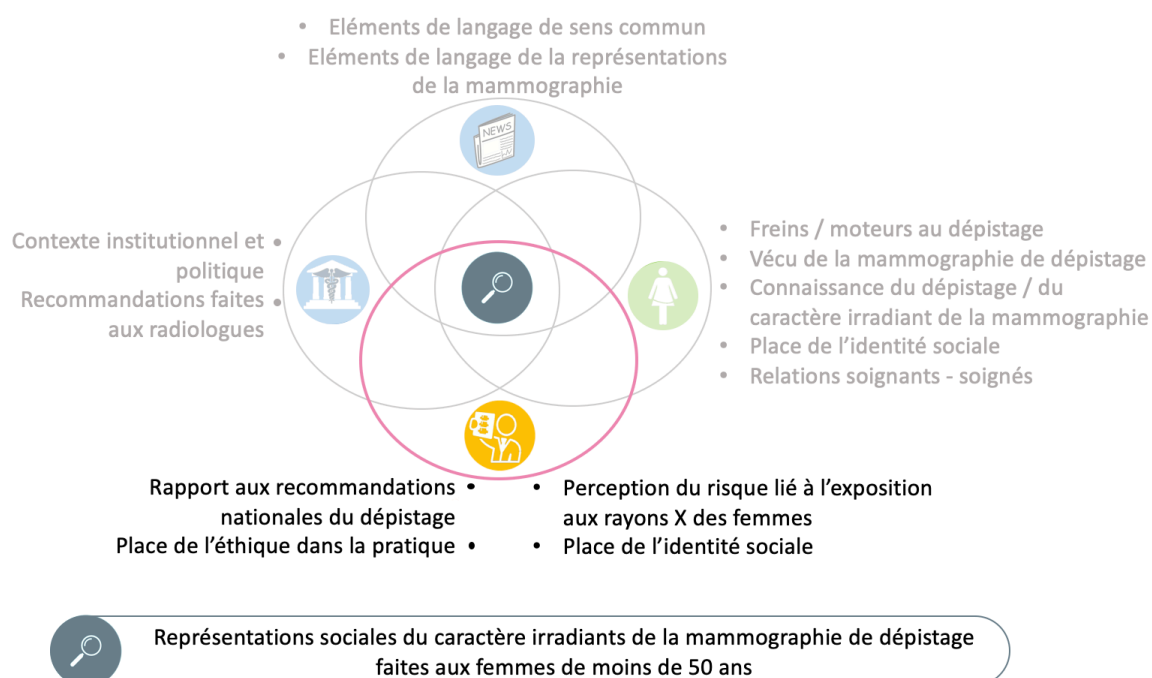 • Eléments de langage de sens commun
• Eléments de langage de la représentations
de la mammographie
NEWS
Contexte institutionnel et •
politique
Recommandations faites •
aux radiologues
• Freins / moteurs au dépistage
• Vécu de la mammographie de dépistage
• Connaissance du dépistage / du
caractère irradiant de la mammographie
• Place de l’identité sociale
• Relations soignants - soignés
Rapport aux recommandations •
nationales du dépistage
Place de l’éthique dans la pratique •
• Perception du risque lié à l’exposition
aux rayons X des femmes
• Place de l’identité sociale
Représentations sociales du caractère irradiants de la mammographie de dépistage
faites aux femmes de moins de 50 ans